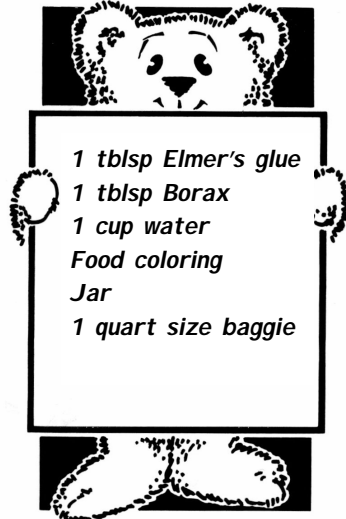 1 tblsp Elmer's glue
1 tblsp Borax
1 cup water
Food coloring
Jar
1 quart size baggie